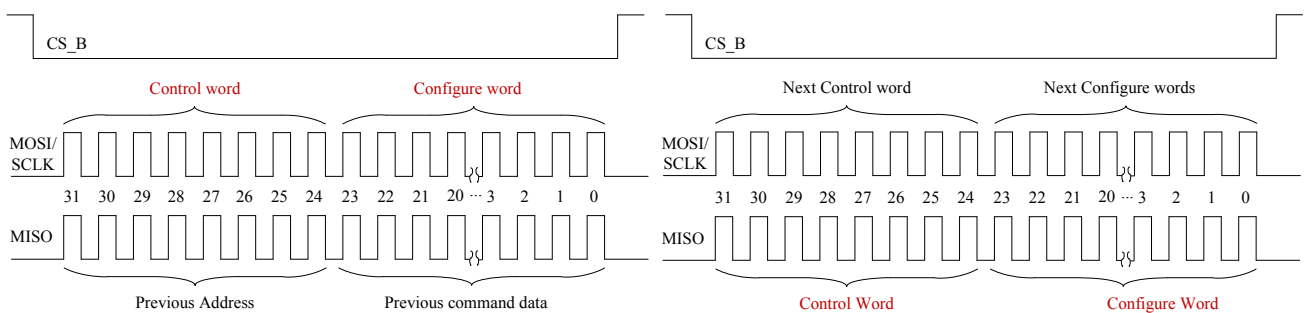 CS_B
Control word
Configure word
MOSI/
SCLK
31 30 29 28 27 26 25 24 23 22 21 20 ··· 3 2 1 0
MISO
Previous Address
Previous command data
CS_B
Next Control word
Next Configure words
MOSI/
SCLK
31 30 29 28 27 26 25 24 23 22 21 20 ··· 3 2 1 0
MISO
Control Word
Configure Word